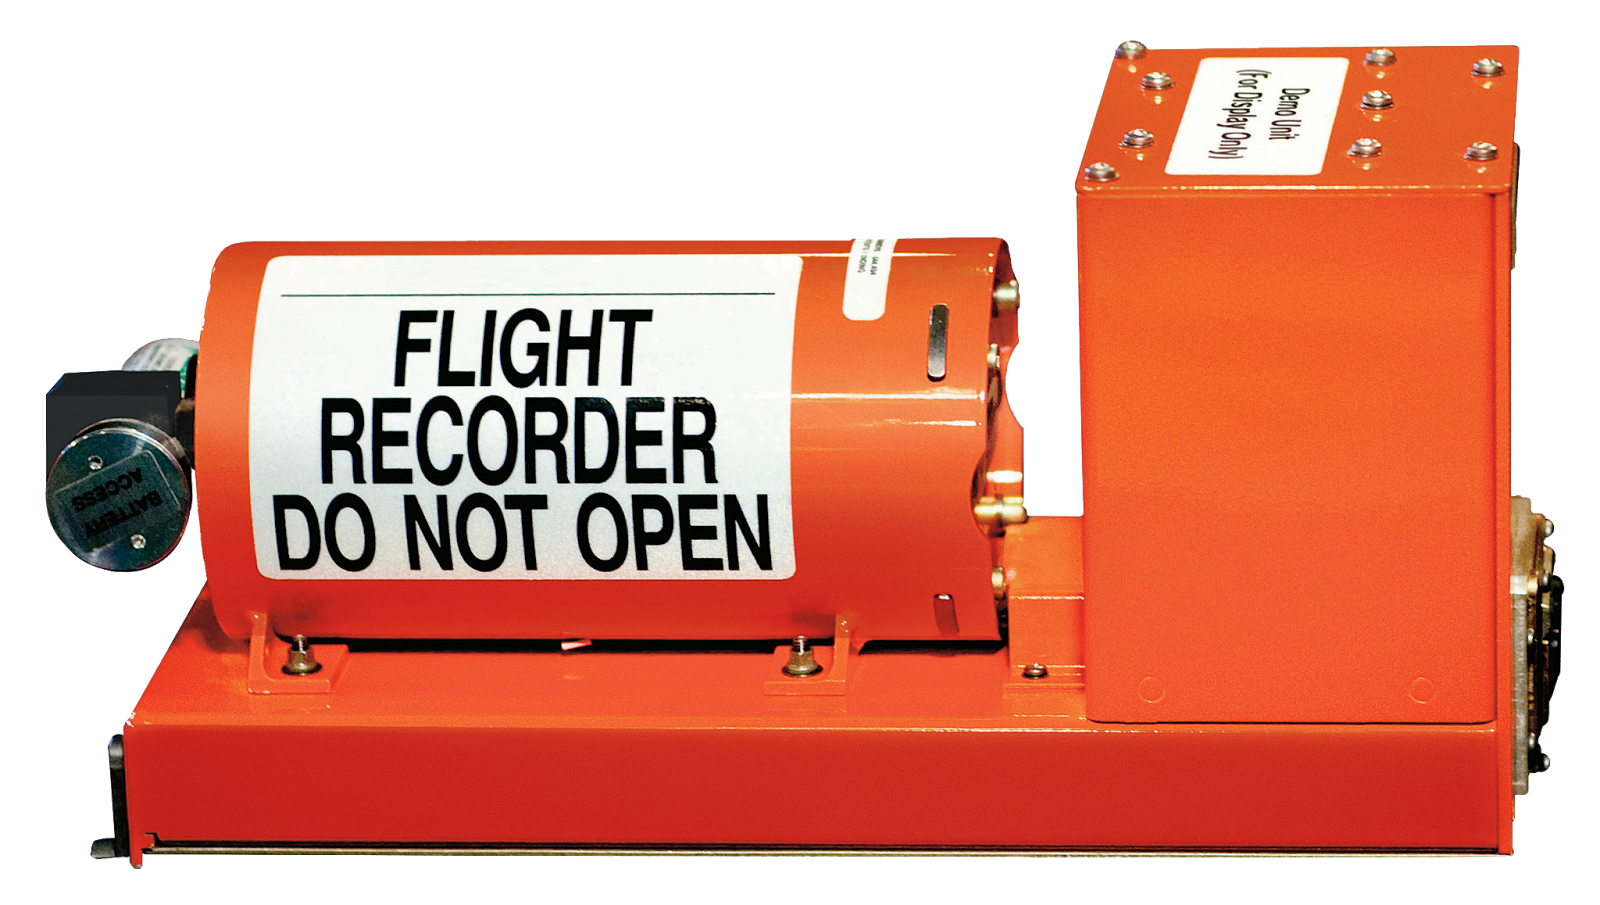 FLIGHT
RECORDER
DO NOT OPEN
Demo Unit
(For Display Only)
BATTERY
ACCESS